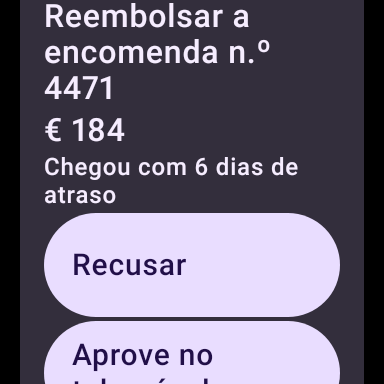 Reembolsar a
encomenda n.º
4471
€ 184
Chegou com 6 dias de
atraso
Recusar
Aprove no